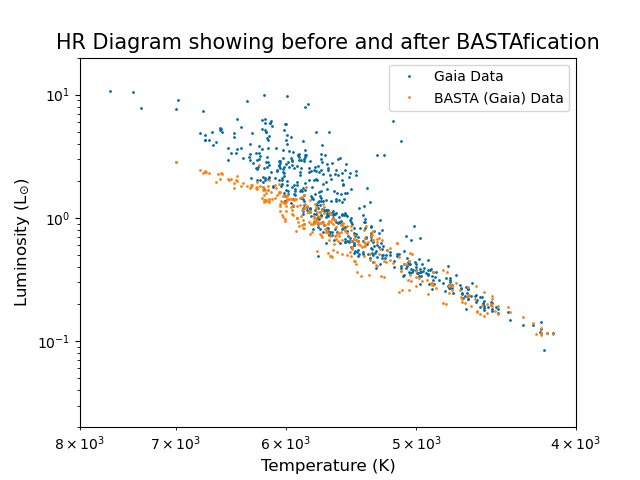 HR Diagram showing before and after BASTAfication
Gaia Data
BASTA (Gaia) Data
Luminosity (L☉)
10¹
10⁰
10⁻¹
8 × 10³ 7 × 10³ 6 × 10³ 5 × 10³ 4 × 10³
Temperature (K)